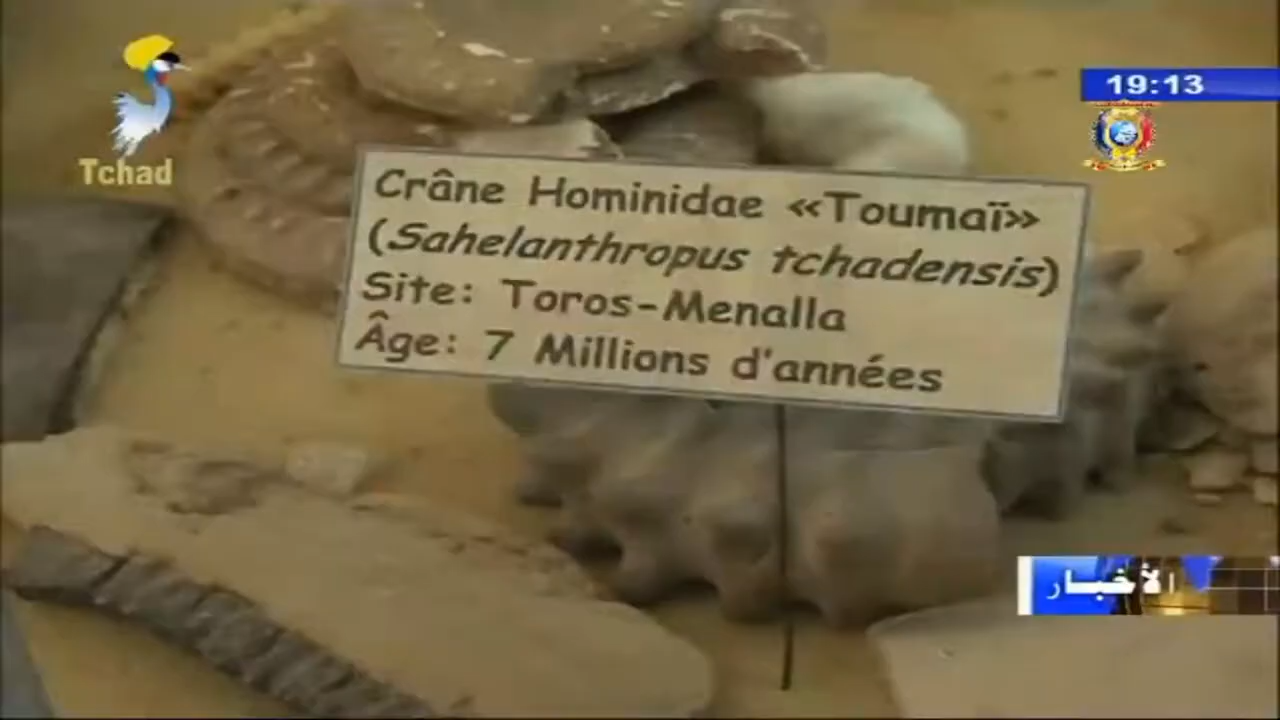 Tchad
19:13
Crâne Hominidae «Toumaï»
(Sahelanthropus tchadensis)
Site: Toros-Menalla
Âge: 7 Millions d'années
الأخبار